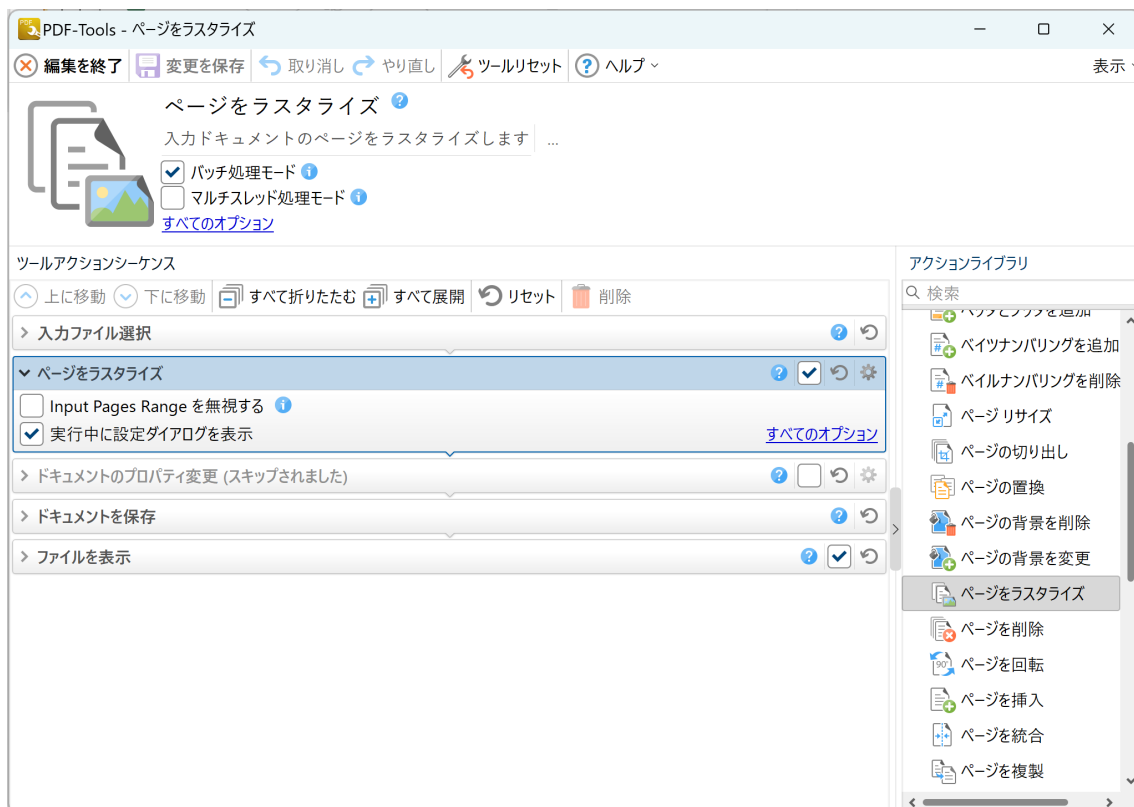 PDF-Tools - ページをラスタライズ
編集を終了 変更を保存 取り消し やり直し ツールリセット ヘルプ 表示
ページをラスタライズ
入力ドキュメントのページをラスタライズします ...
バッチ処理モード
マルチスレッド処理モード
すべてのオプション
ツールアクションシーケンス
上に移動 下に移動 すべて折りたたむ すべて展開 リセット 削除
入力ファイル選択
ページをラスタライズ
Input Pages Range を無視する
実行中に設定ダイアログを表示 すべてのオプション
ドキュメントのプロパティ変更 (スキップされました)
ドキュメントを保存
ファイルを表示
アクションライブラリ
検索
ベイツナンバリングを追加
ベイルナンバリングを削除
ページ リサイズ
ページの切り出し
ページの置換
ページの背景を削除
ページの背景を変更
ページをラスタライズ
ページを削除
ページを回転
ページを挿入
ページを統合
ページを複製